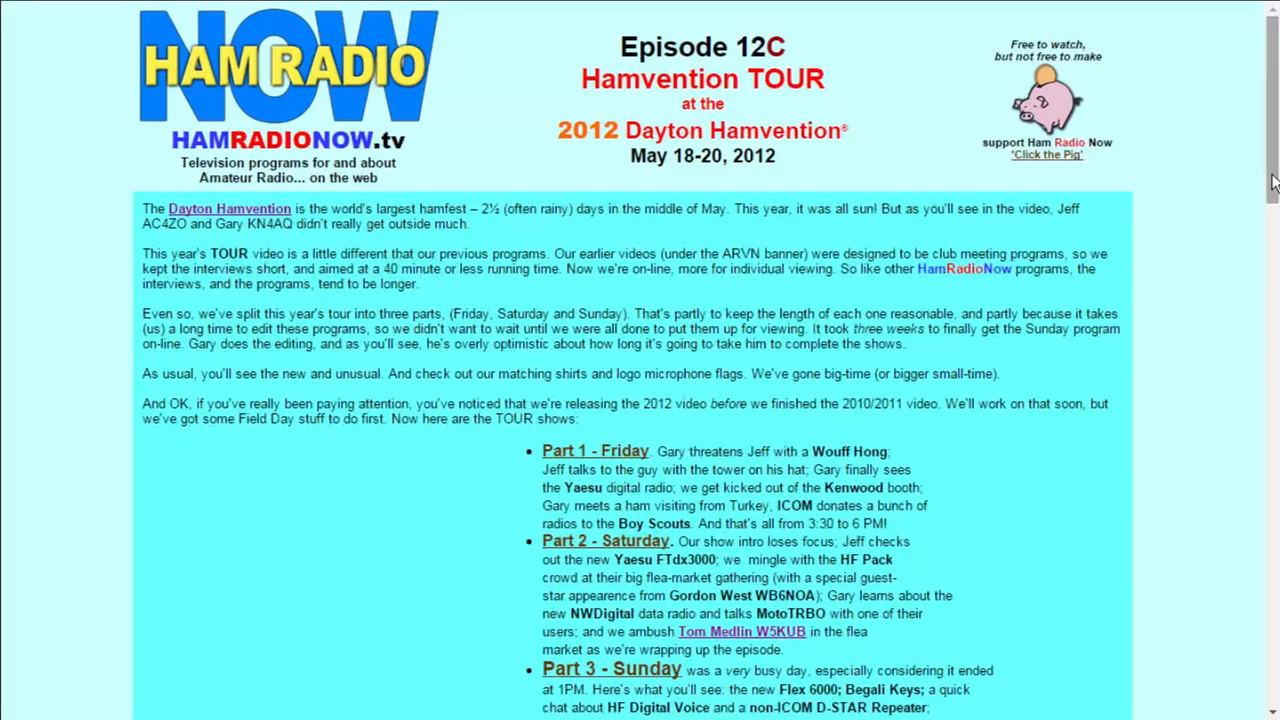 NOW
HAM RADIO
HAMRADIONOW.tv
Television programs for and about
Amateur Radio... on the web
Episode 12C
Hamvention TOUR
at the
2012 Dayton Hamvention®
May 18-20, 2012
Free to watch,
but not free to make
support Ham Radio Now
'Click the Pig'
The Dayton Hamvention is the world's largest hamfest – 2½ (often rainy) days in the middle of May. This year, it was all sun! But as you'll see in the video, Jeff
AC4ZO and Gary KN4AQ didn't really get outside much.
This year's TOUR video is a little different that our previous programs. Our earlier videos (under the ARVN banner) were designed to be club meeting programs, so we
kept the interviews short, and aimed at a 40 minute or less running time. Now we're on-line, more for individual viewing. So like other HamRadioNow programs, the
interviews, and the programs, tend to be longer.
Even so, we've split this year's tour into three parts, (Friday, Saturday and Sunday). That's partly to keep the length of each one reasonable, and partly because it takes
(us) a long time to edit these programs, so we didn't want to wait until we were all done to put them up for viewing. It took three weeks to finally get the Sunday program
on-line. Gary does the editing, and as you'll see, he's overly optimistic about how long it's going to take him to complete the shows.
As usual, you'll see the new and unusual. And check out our matching shirts and logo microphone flags. We've gone big-time (or bigger small-time).
And OK, if you've really been paying attention, you've noticed that we're releasing the 2012 video before we finished the 2010/2011 video. We'll work on that soon, but
we've got some Field Day stuff to do first. Now here are the TOUR shows:
• Part 1 - Friday. Gary threatens Jeff with a Wouff Hong;
Jeff talks to the guy with the tower on his hat; Gary finally sees
the Yaesu digital radio; we get kicked out of the Kenwood booth;
Gary meets a ham visiting from Turkey, ICOM donates a bunch of
radios to the Boy Scouts. And that's all from 3:30 to 6 PM!
• Part 2 - Saturday. Our show intro loses focus; Jeff checks
out the new Yaesu FTdx3000; we mingle with the HF Pack
crowd at their big flea-market gathering (with a special guest-
star appearence from Gordon West WB6NOA); Gary learns about the
new NWDigital data radio and talks MotoTRBO with one of their
users; and we ambush Tom Medlin W5KUB in the flea
market as we're wrapping up the episode.
• Part 3 - Sunday was a very busy day, especially considering it ended
at 1PM. Here's what you'll see: the new Flex 6000; Begali Keys; a quick
chat about HF Digital Voice and a non-ICOM D-STAR Repeater;